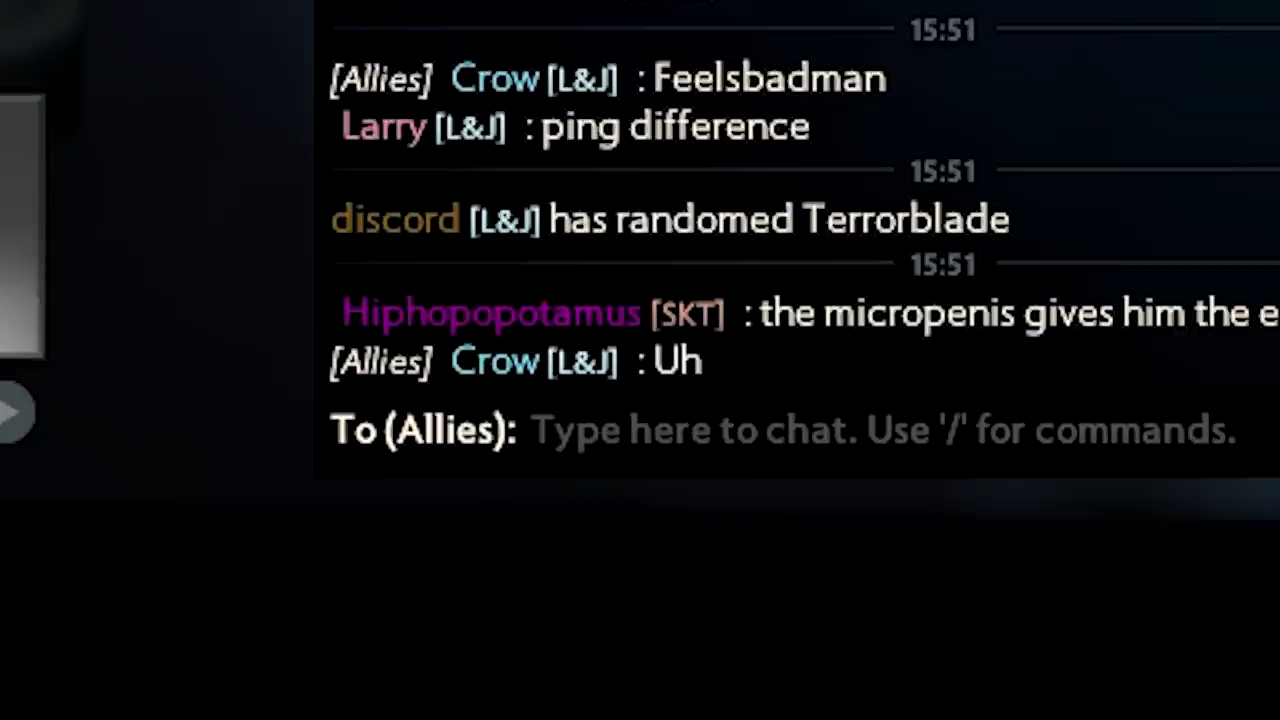 15:51
[Allies] Crow [L&J] : Feelsbadman
Larry [L&J] : ping difference
15:51
discord [L&J] has randomed Terrorblade
15:51
Hiphopopotamus [SKT] : the micropenis gives him the e
[Allies] Crow [L&J] : Uh
To (Allies): Type here to chat. Use '/' for commands.